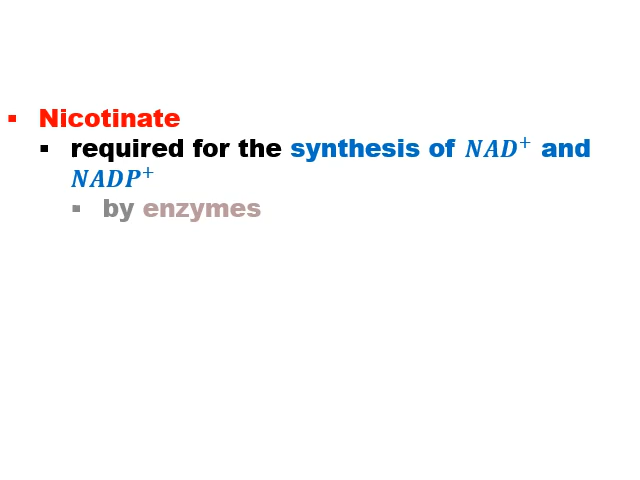 ▪ Nicotinate
▪ required for the synthesis of NAD⁺ and
NADP⁺
▪ by enzymes